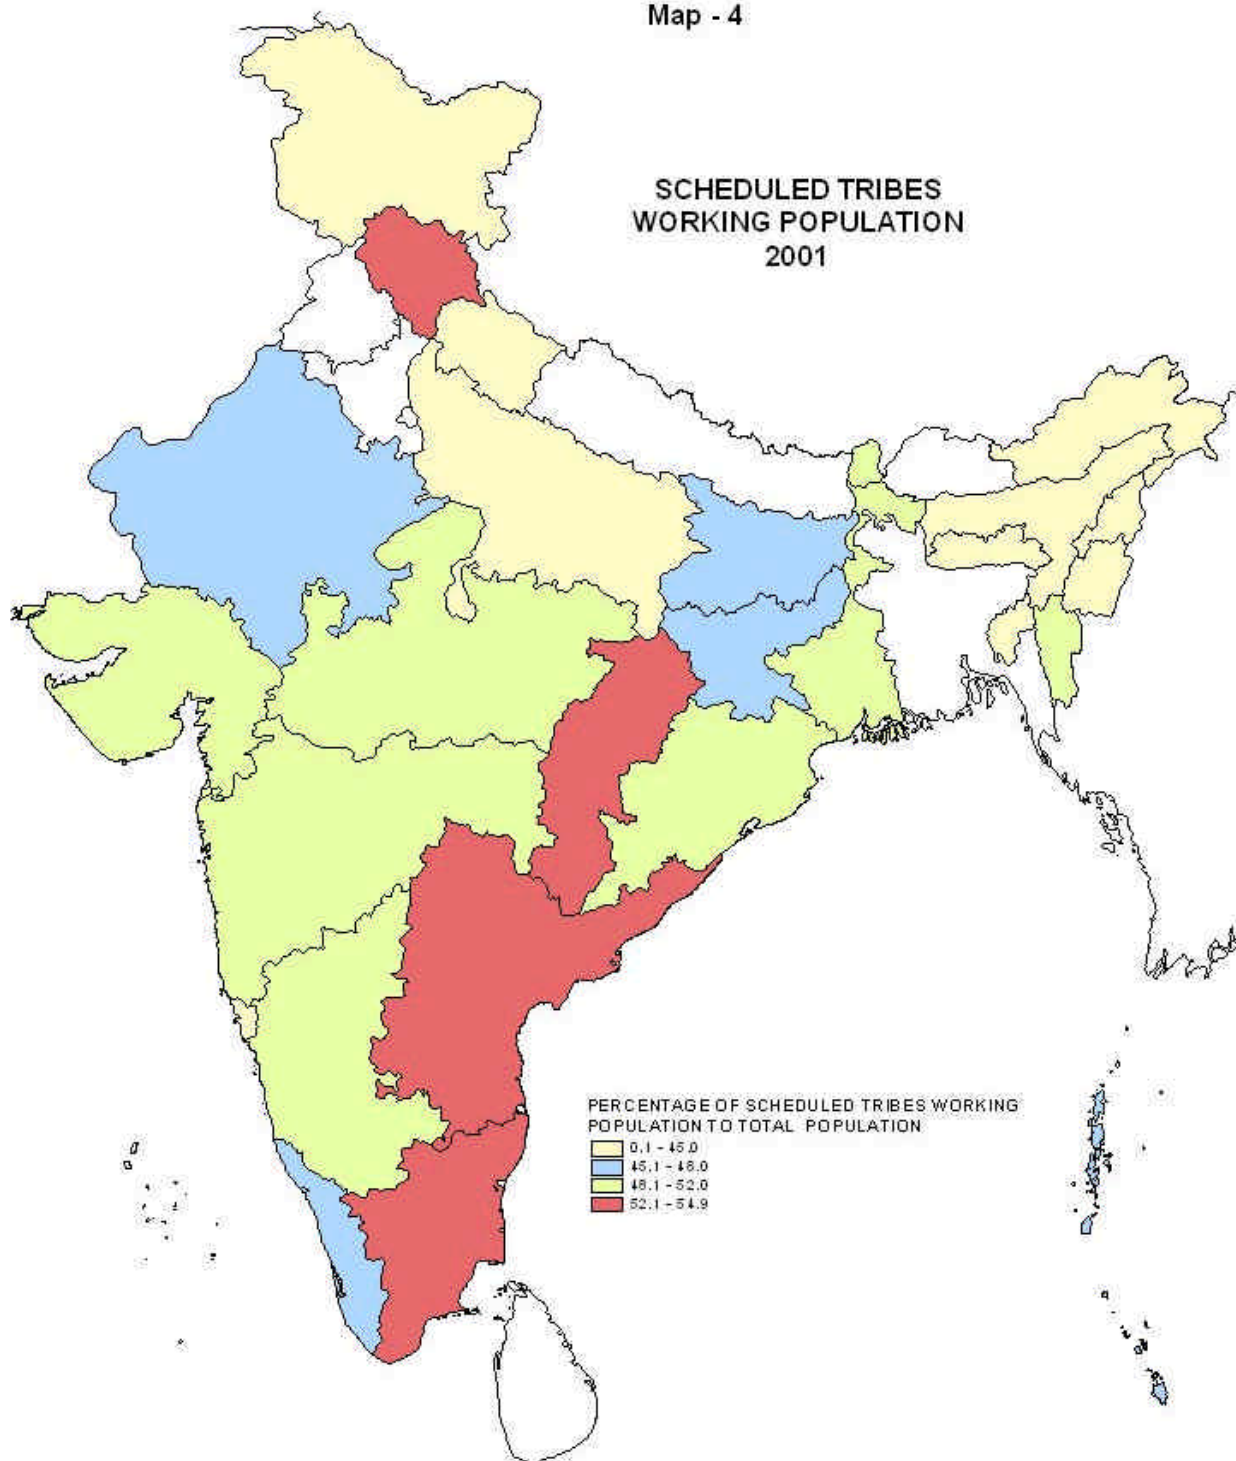 Map - 4
SCHEDULED TRIBES
WORKING POPULATION
2001
PERCENTAGE OF SCHEDULED TRIBES WORKING
POPULATION TO TOTAL POPULATION
0.1 - 45.0
45.1 - 48.0
48.1 - 52.0
52.1 - 54.9